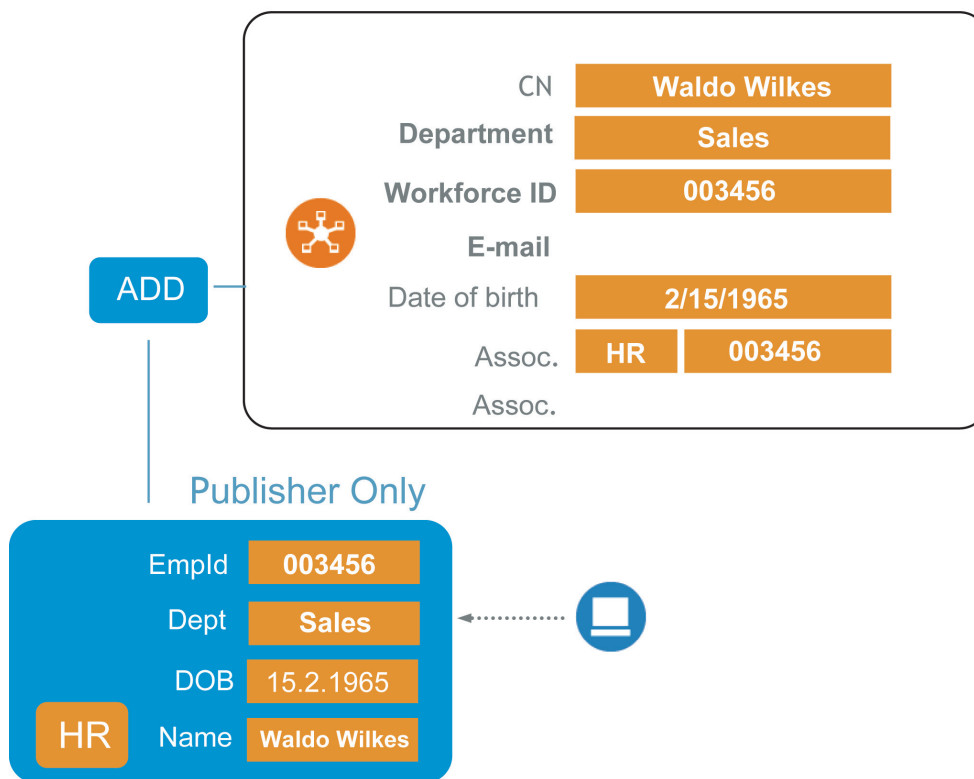 CN Waldo Wilkes
Department Sales
Workforce ID 003456
E-mail
ADD
Date of birth 2/15/1965
Assoc. HR 003456
Assoc.
Publisher Only
EmpId 003456
Dept Sales
DOB 15.2.1965
HR Name Waldo Wilkes